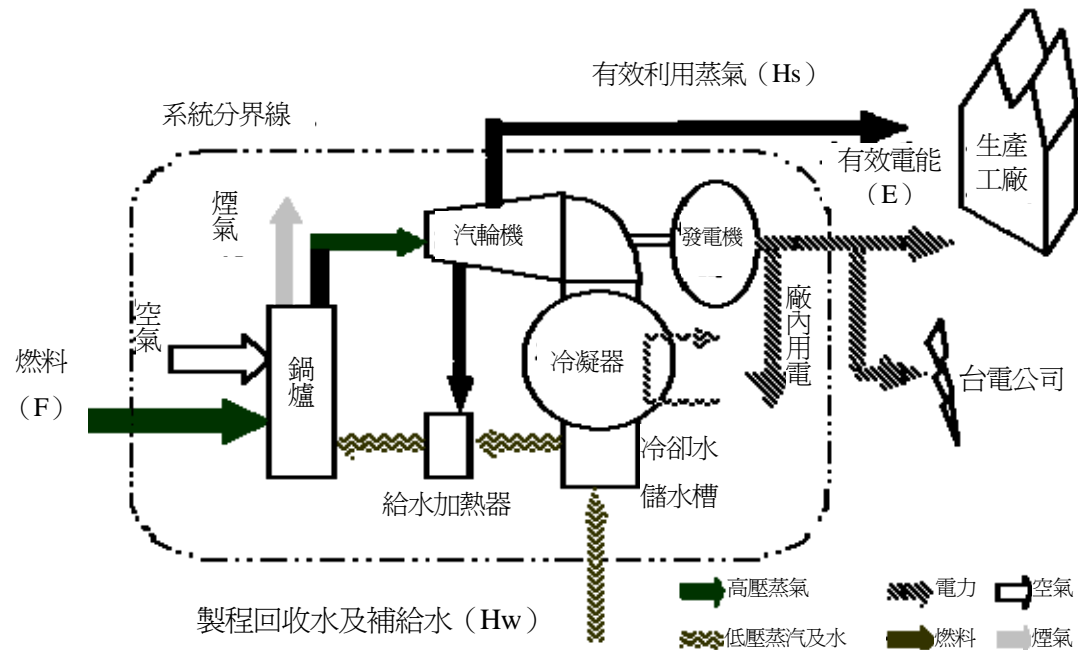 有效利用蒸氣（Hs）
系統分界線
生產
工廠
有效電能
（E）
煙
氣
汽輪機
發電機
空
氣
廠
內
用
電
燃料
（F）
鍋
爐
冷凝器
台電公司
冷卻水
給水加熱器
儲水槽
製程回收水及補給水（Hw）
高壓蒸氣
電力
空氣
低壓蒸汽及水
燃料
煙氣